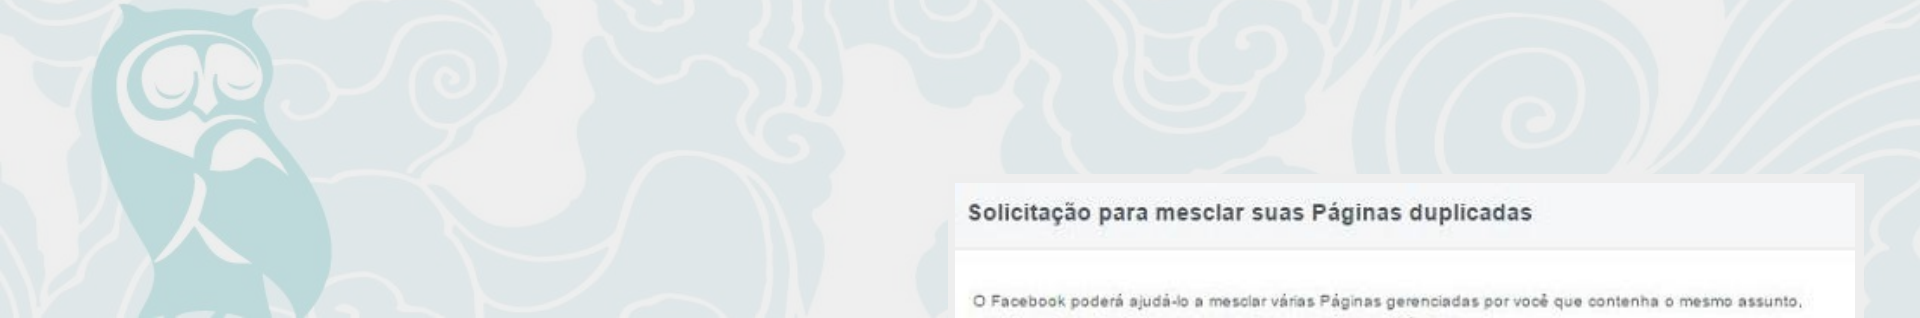 Solicitação para mesclar suas Páginas duplicadas
O Facebook poderá ajudá-lo a mesclar várias Páginas gerenciadas por você que contenha o mesmo assunto,